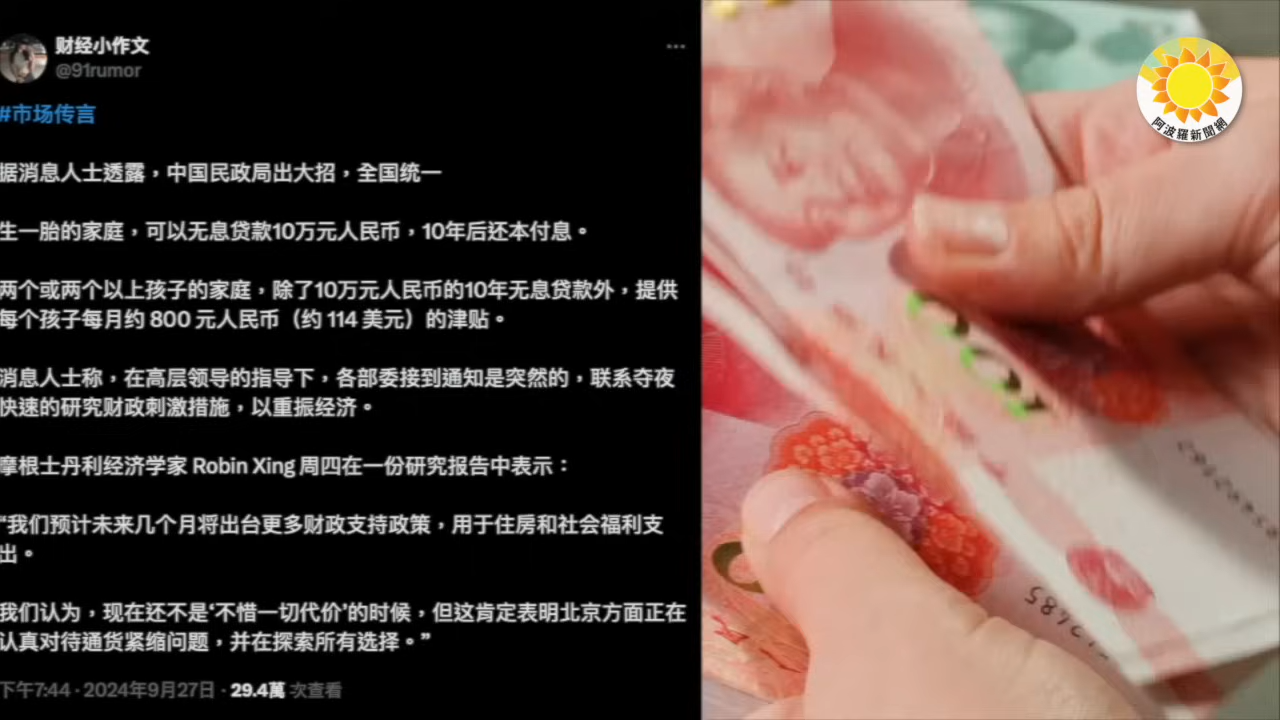 财经小作文
@91rumor
#市场传言
据消息人士透露，中国民政局出大招，全国统一
生一胎的家庭，可以无息贷款10万元人民币，10年后还本付息。
两个或两个以上孩子的家庭，除了10万元人民币的10年无息贷款外，提供
每个孩子每月约 800 元人民币（约 114 美元）的津贴。
消息人士称，在高层领导的指导下，各部委接到通知是突然的，联系夺夜
快速的研究财政刺激措施，以重振经济。
摩根士丹利经济学家 Robin Xing 周四在一份研究报告中表示：
“我们预计未来几个月将出台更多财政支持政策，用于住房和社会福利支
出。
我们认为，现在还不是‘不惜一切代价’的时候，但这肯定表明北京方面正在
认真对待通货紧缩问题，并在探索所有选择。”
下午7:44 · 2024年9月27日 · 29.4萬 次查看
阿波羅新聞網